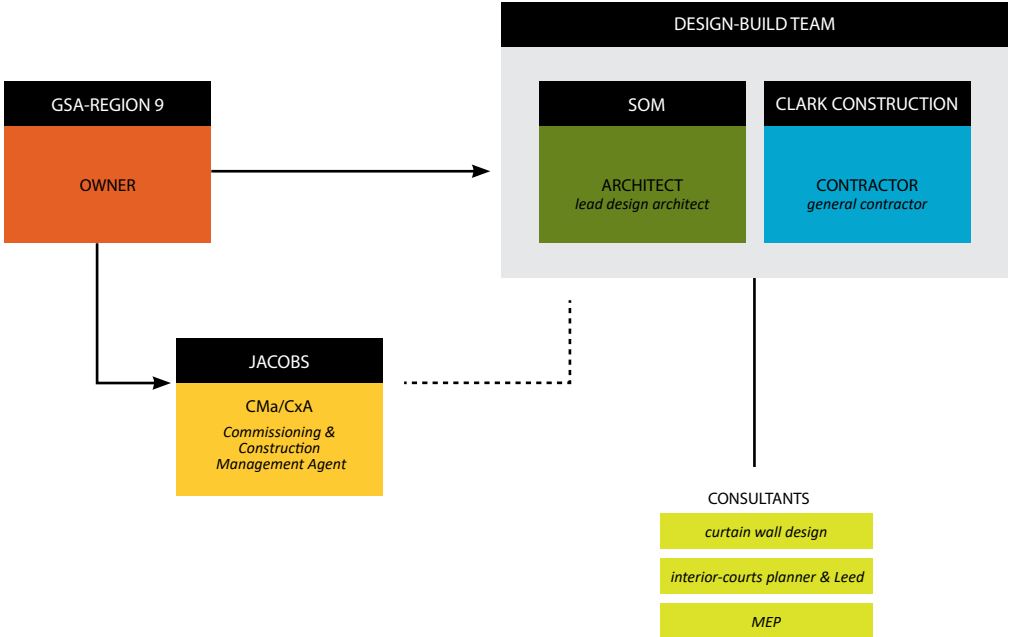 DESIGN-BUILD TEAM
GSA-REGION 9
OWNER
SOM
ARCHITECT
lead design architect
CLARK CONSTRUCTION
CONTRACTOR
general contractor
JACOBS
CMa/CxA
Commissioning &
Construction
Management Agent
CONSULTANTS
curtain wall design
interior-courts planner & Leed
MEP